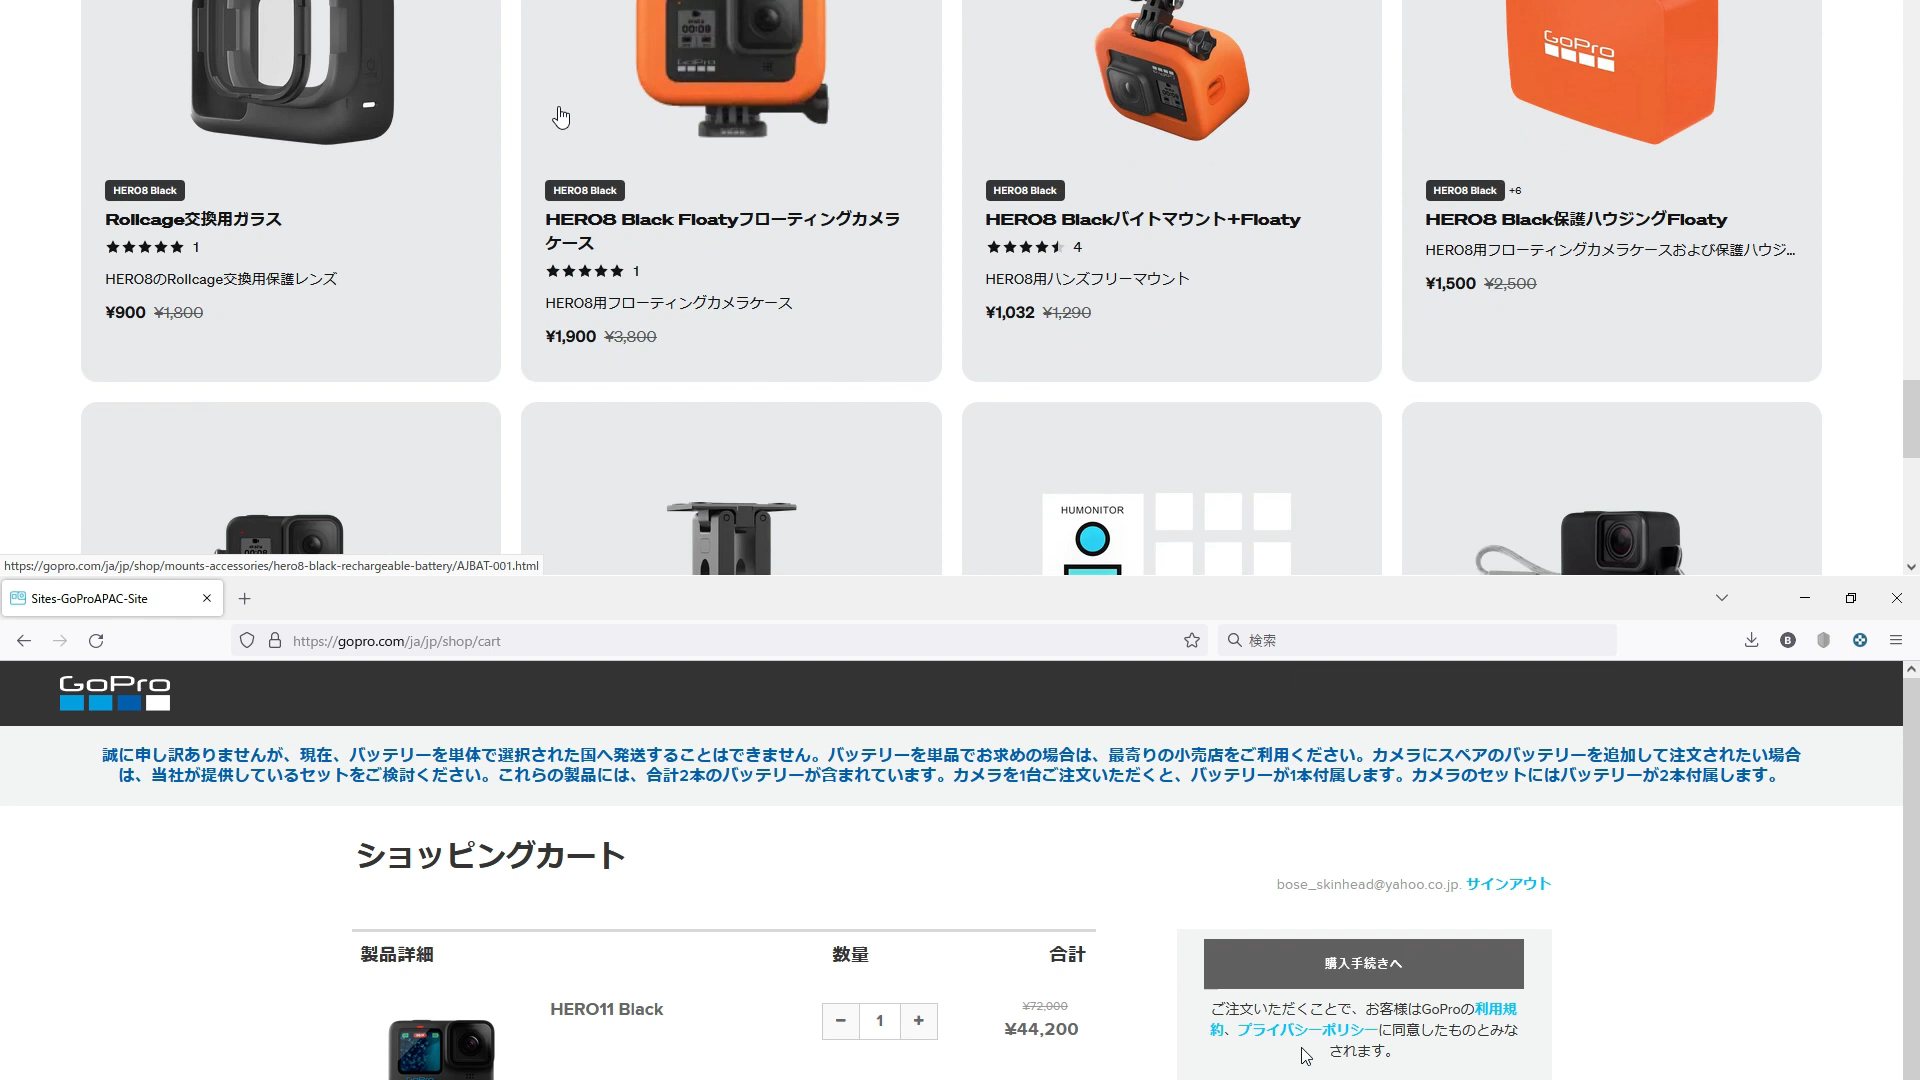 GoPro
HERO8 Black
Rollcage交換用ガラス
1
HERO8のRollcage交換用保護レンズ
¥900 ¥1,800
HERO8 Black
HERO8 Black Floatyフローティングカメラ
ケース
1
HERO8用フローティングカメラケース
¥1,900 ¥3,800
HERO8 Black
HERO8 Blackバイトマウント+Floaty
4
HERO8用ハンズフリーマウント
¥1,032 ¥1,290
HERO8 Black +6
HERO8 Black保護ハウジングFloaty
HERO8用フローティングカメラケースおよび保護ハウジ...
¥1,500 ¥2,500
HUMONITOR
https://gopro.com/ja/jp/shop/mounts-accessories/hero8-black-rechargeable-battery/AJBAT-001.html
Sites-GoProAPAC-Site
https://gopro.com/ja/jp/shop/cart
検索
GoPro
誠に申し訳ありませんが、現在、バッテリーを単体で選択された国へ発送することはできません。バッテリーを単品でお求めの場合は、最寄りの小売店をご利用ください。カメラにスペアのバッテリーを追加して注文されたい場合
は、当社が提供しているセットをご検討ください。これらの製品には、合計2本のバッテリーが含まれています。カメラを1台ご注文いただくと、バッテリーが1本付属します。カメラのセットにはバッテリーが2本付属します。
ショッピングカート
bose_skinhead@yahoo.co.jp. サインアウト
製品詳細 数量 合計
購入手続きへ
HERO11 Black
− 1 +
¥72,000
¥44,200
ご注文いただくことで、お客様はGoProの利用規
約、プライバシーポリシーに同意したものとみな
されます。